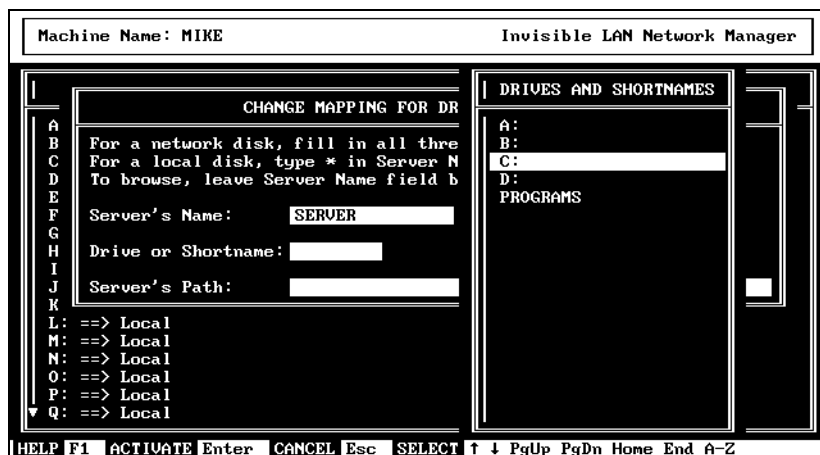 Machine Name: MIKE Invisible LAN Network Manager
DRIVES AND SHORTNAMES
CHANGE MAPPING FOR DR
A A:
B For a network disk, fill in all thre B:
C For a local disk, type * in Server N C:
D To browse, leave Server Name field b D:
E PROGRAMS
F Server's Name: SERVER
G
H Drive or Shortname:
I
J Server's Path:
K
L: ==> Local
M: ==> Local
N: ==> Local
O: ==> Local
P: ==> Local
▼ Q: ==> Local
HELP F1 ACTIVATE Enter CANCEL Esc SELECT ↑ ↓ PgUp PgDn Home End A-Z